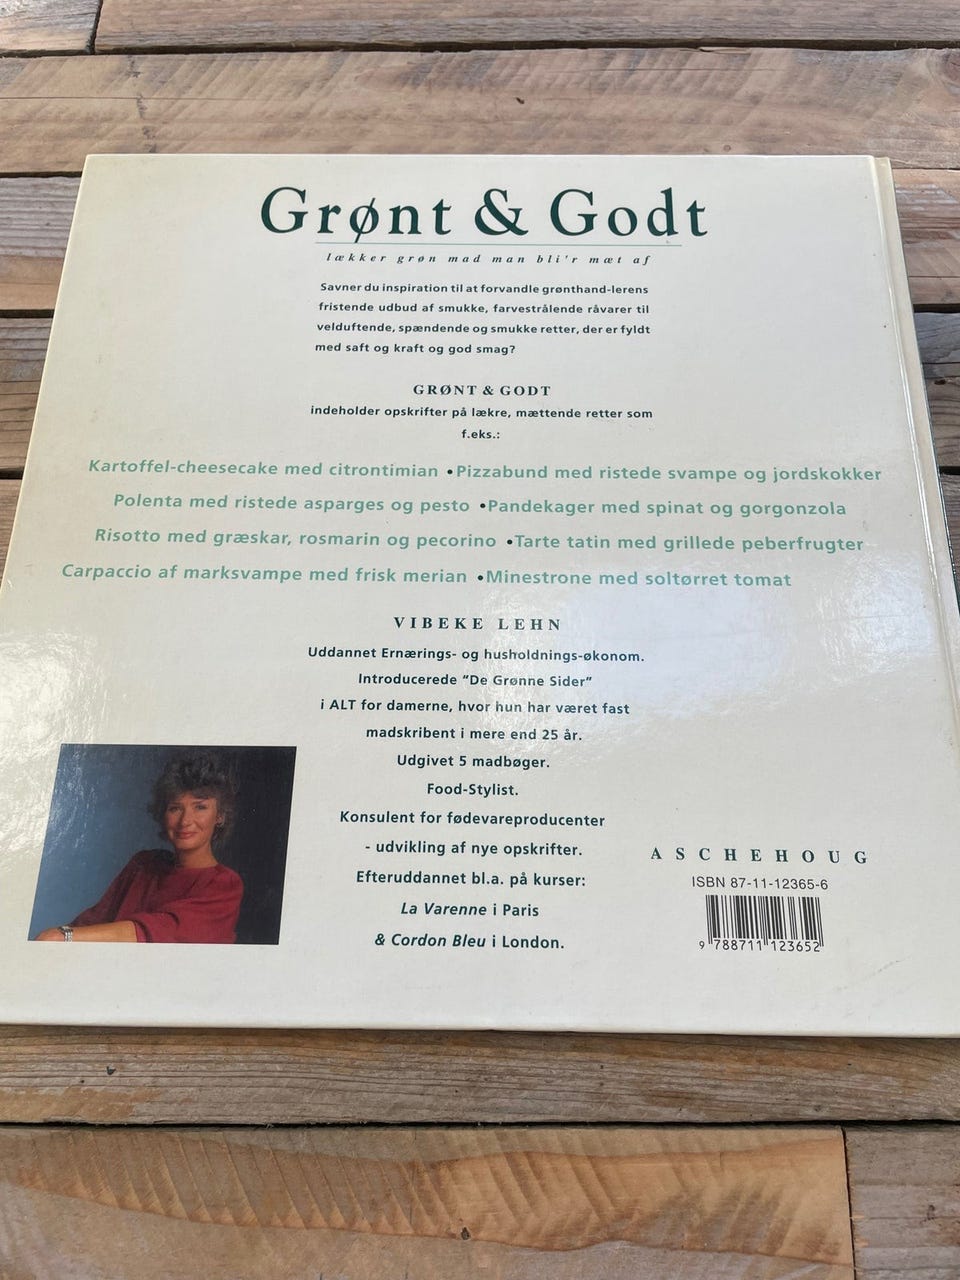 Grønt & Godt
lækker grøn mad man bli'r mæt af
Savner du inspiration til at forvandle grønthand-lerens
fristende udbud af smukke, farvestrålende råvarer til
velduftende, spændende og smukke retter, der er fyldt
med saft og kraft og god smag?
GRØNT & GODT
indeholder opskrifter på lækre, mættende retter som
f.eks.:
Kartoffel-cheesecake med citrontimian • Pizzabund med ristede svampe og jordskokker
Polenta med ristede asparges og pesto • Pandekager med spinat og gorgonzola
Risotto med græskar, rosmarin og pecorino • Tarte tatin med grillede peberfrugter
Carpaccio af marksvampe med frisk merian • Minestrone med soltørret tomat
VIBEKE LEHN
Uddannet Ernærings- og husholdnings-økonom.
Introducerede "De Grønne Sider"
i ALT for damerne, hvor hun har været fast
madskribent i mere end 25 år.
Udgivet 5 madbøger.
Food-Stylist.
Konsulent for fødevareproducenter
- udvikling af nye opskrifter.
Efteruddannet bl.a. på kurser:
La Varenne i Paris
& Cordon Bleu i London.
ASCHEHOUG
ISBN 87-11-12365-6
9 788711 123652